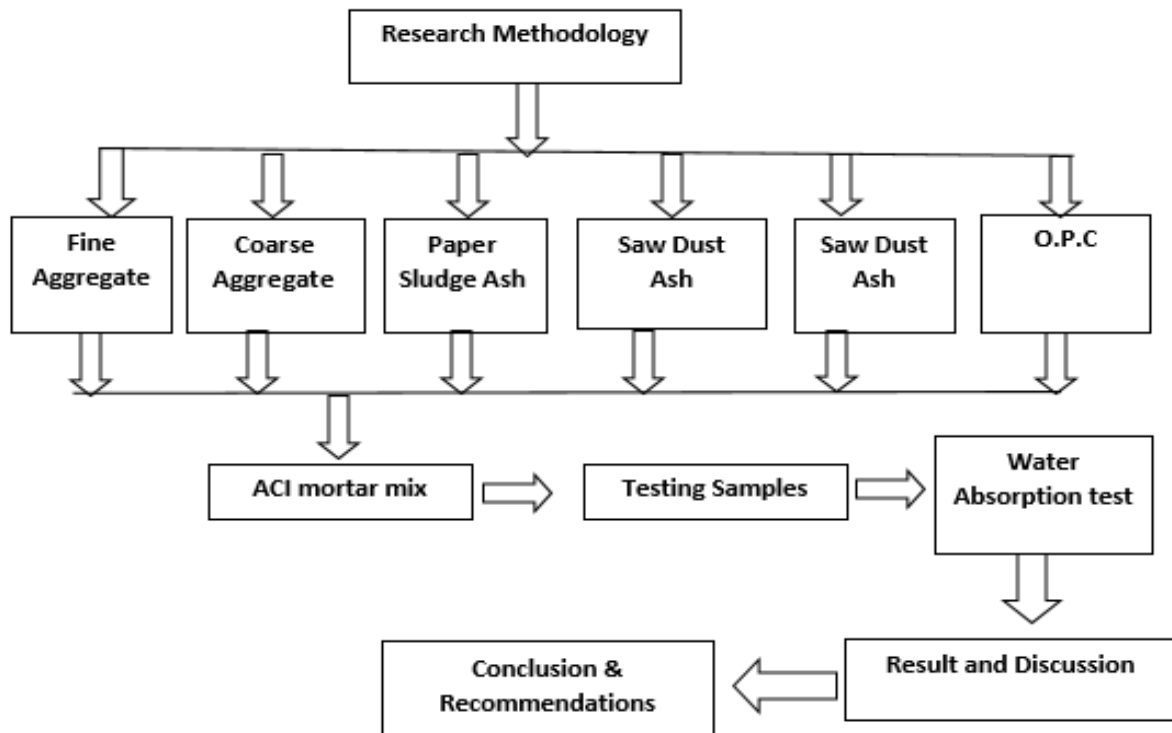 Research Methodology
Fine
Aggregate
Coarse
Aggregate
Paper
Sludge Ash
Saw Dust
Ash
Saw Dust
Ash
O.P.C
ACI mortar mix
Testing Samples
Water
Absorption test
Result and Discussion
Conclusion &
Recommendations